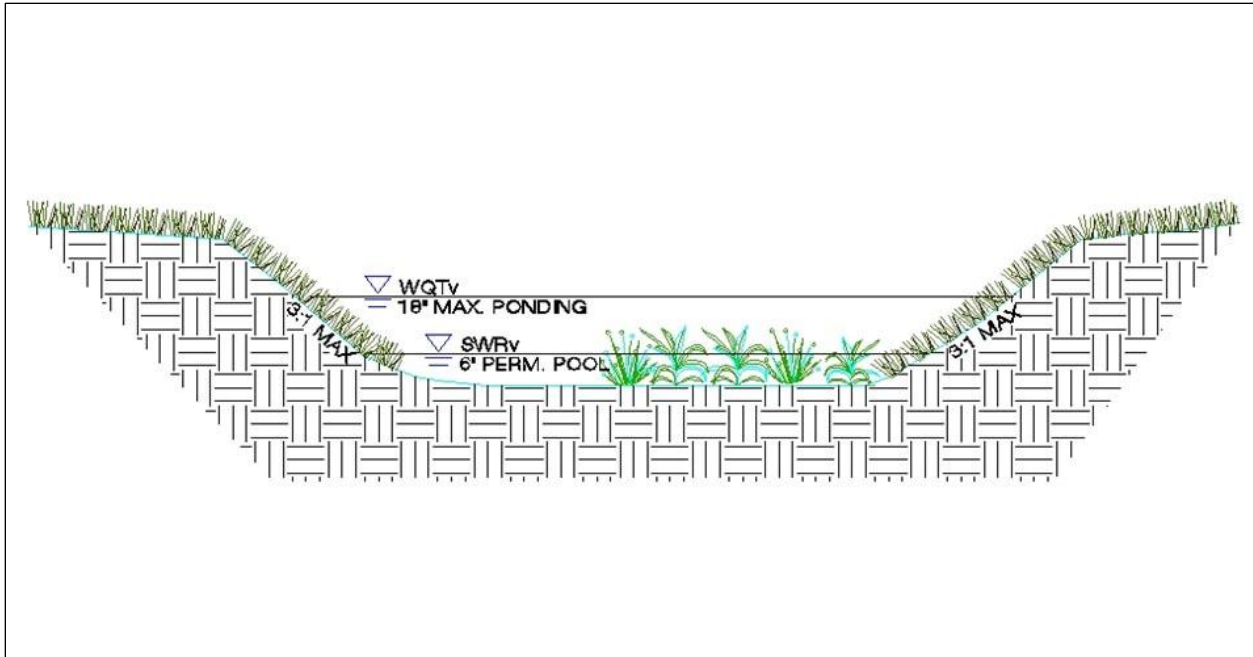 WQTv
18" MAX. PONDING
3:1 MAX
3:1 MAX
SWRv
6" PERM. POOL